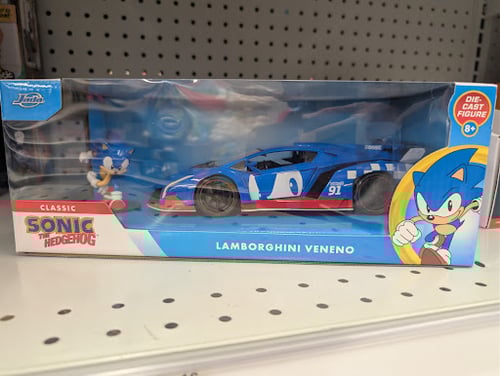 Jada
DIE-
CAST
FIGURE
8+
91
CLASSIC
SONIC
THE
HEDGEHOG
LAMBORGHINI VENENO